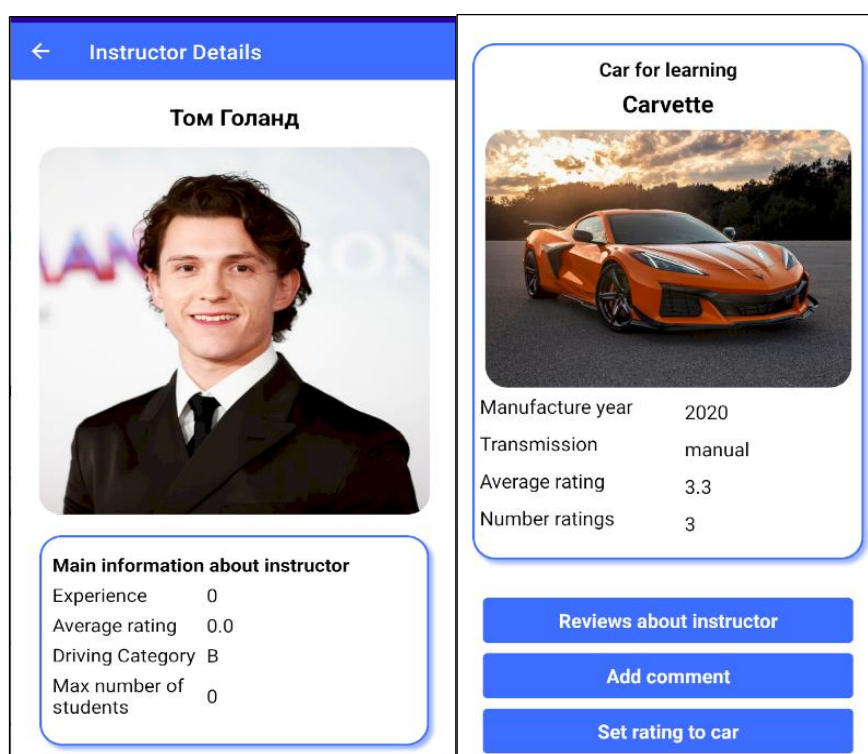 Instructor Details
Том Голанд
MAN
ON
Main information about instructor
Experience 0
Average rating 0.0
Driving Category B
Max number of
students 0
Car for learning
Carvette
Manufacture year 2020
Transmission manual
Average rating 3.3
Number ratings 3
Reviews about instructor
Add comment
Set rating to car